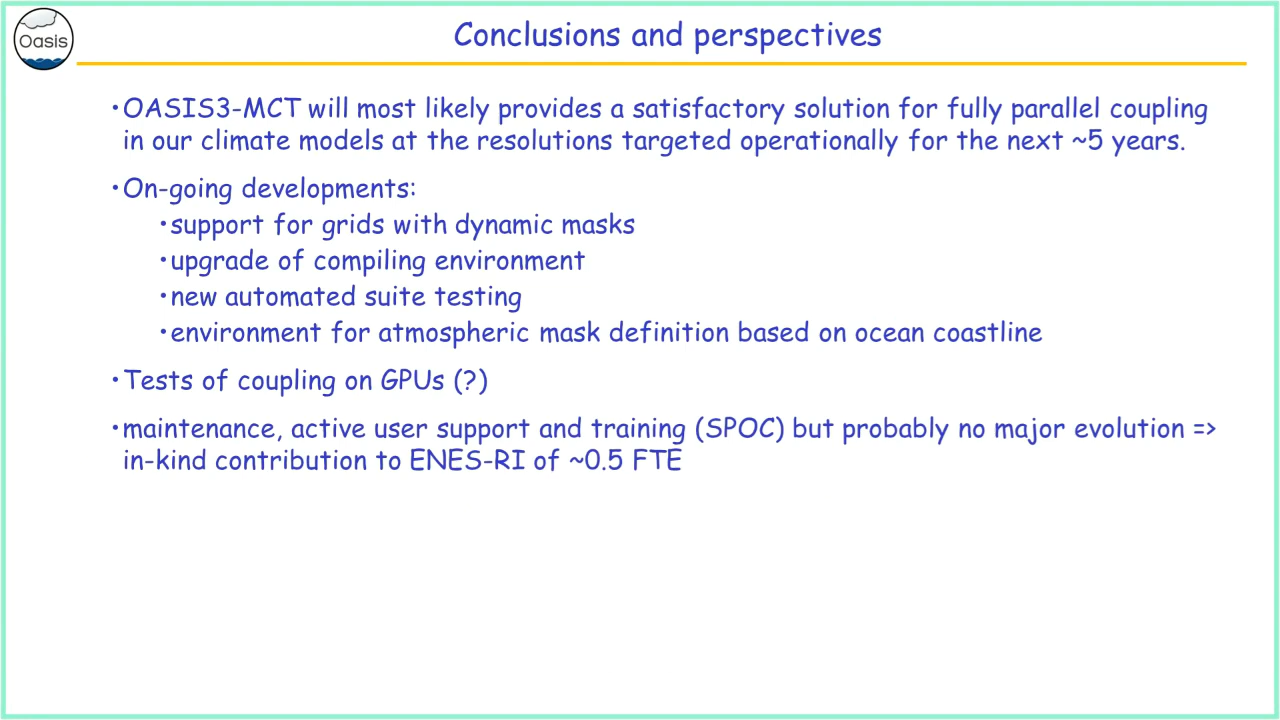 Oasis
Conclusions and perspectives
•OASIS3-MCT will most likely provides a satisfactory solution for fully parallel coupling
in our climate models at the resolutions targeted operationally for the next ~5 years.
•On-going developments:
•support for grids with dynamic masks
•upgrade of compiling environment
•new automated suite testing
•environment for atmospheric mask definition based on ocean coastline
•Tests of coupling on GPUs (?)
•maintenance, active user support and training (SPOC) but probably no major evolution =>
in-kind contribution to ENES-RI of ~0.5 FTE